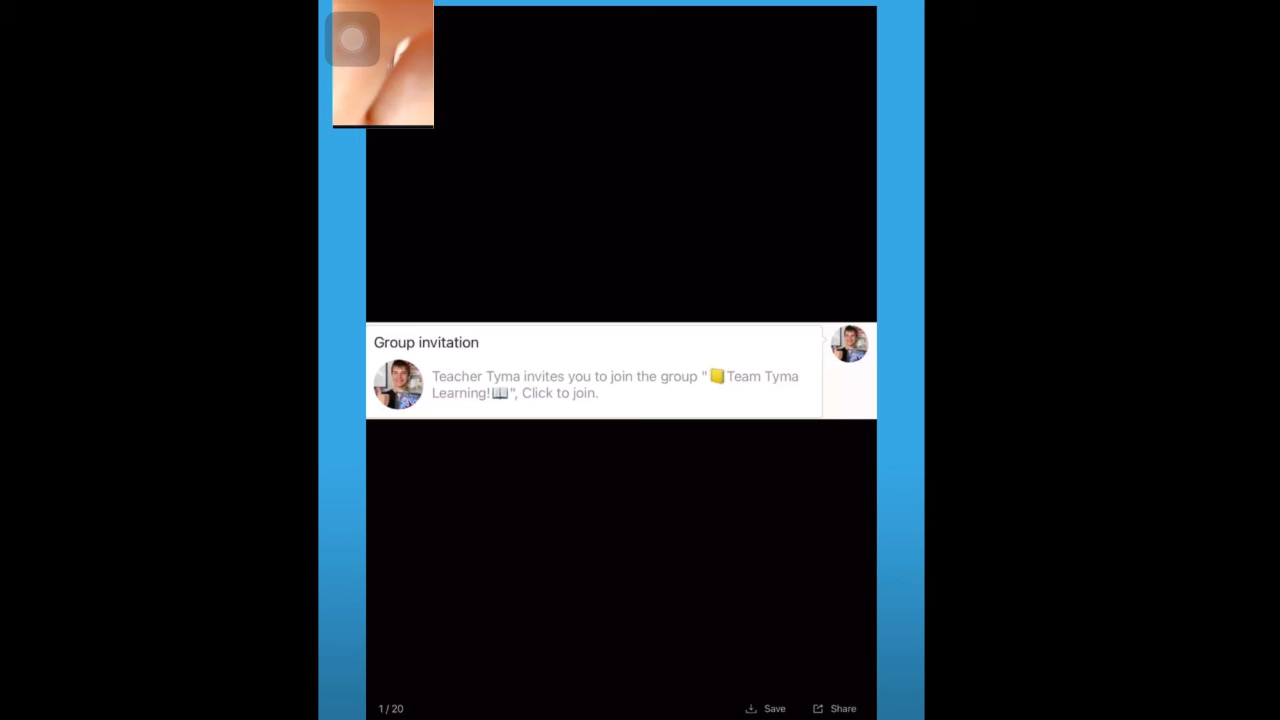 Group invitation
Teacher Tyma invites you to join the group "📒Team Tyma
Learning!📖", Click to join.
1 / 20
Save
Share